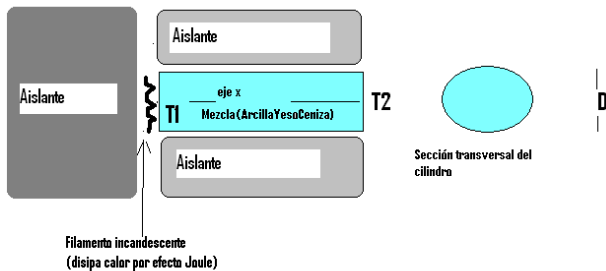 Aislante
Aislante
eje x
T1
T2
Mezcla(ArcillaYesoCeniza)
Aislante
D
Sección transversal del
cilindro
Filamento incandescente
(disipa calor por efecto Joule)